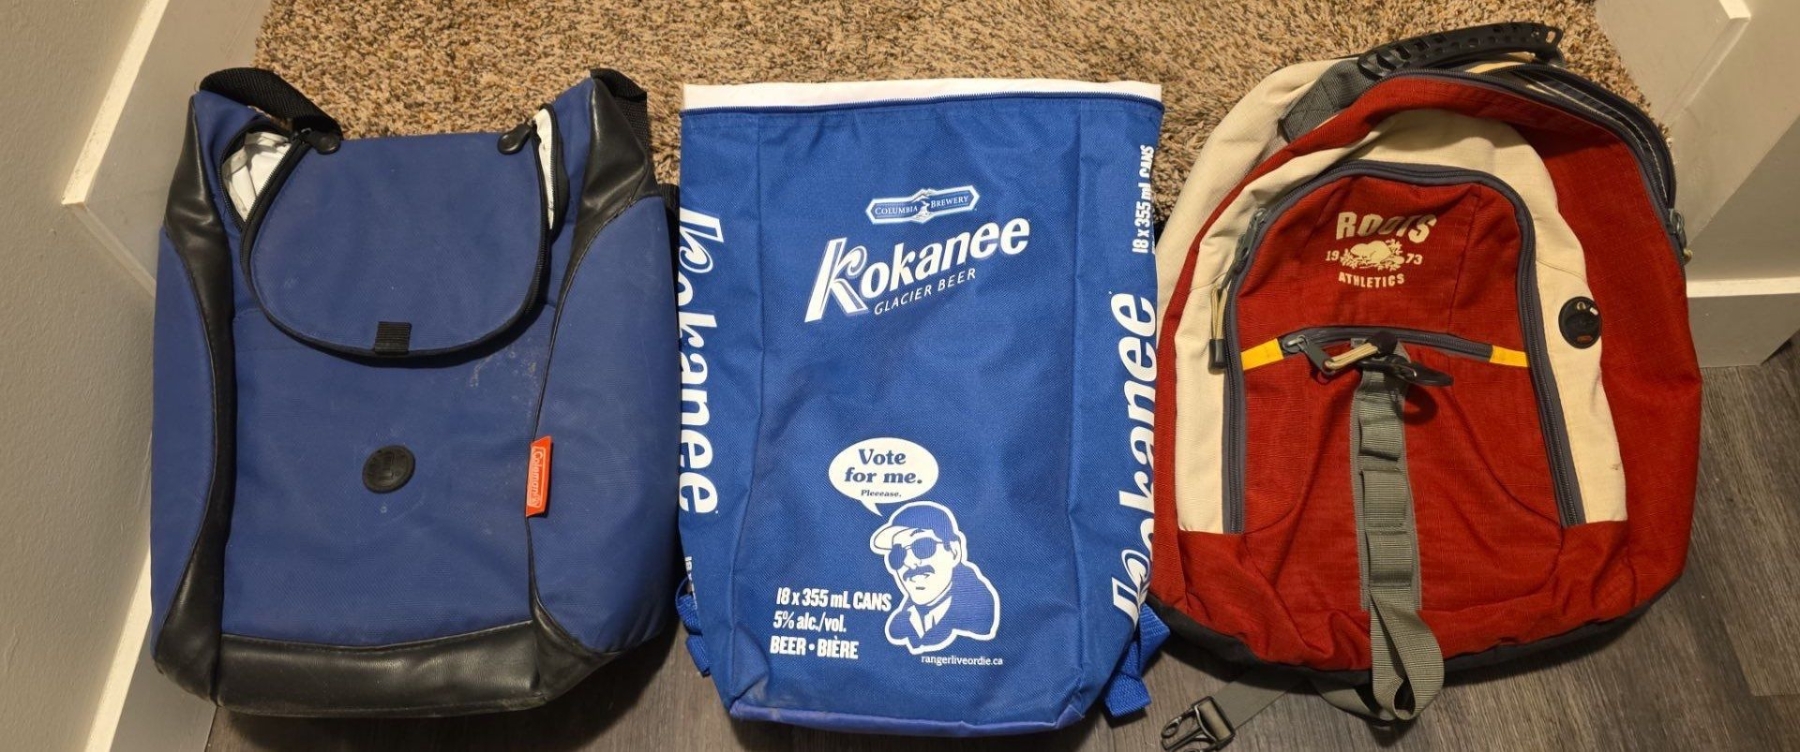 Coleman
Kokanee
COLUMBIA BREWERY
Kokanee
GLACIER BEER
Vote
for me.
Pleeease.
18 x 355 mL CANS
5% alc./vol.
BEER • BIÈRE
rangerliveordie.ca
Kokanee
18 x 355 mL CANS
ROOTS
19 73
ATHLETICS